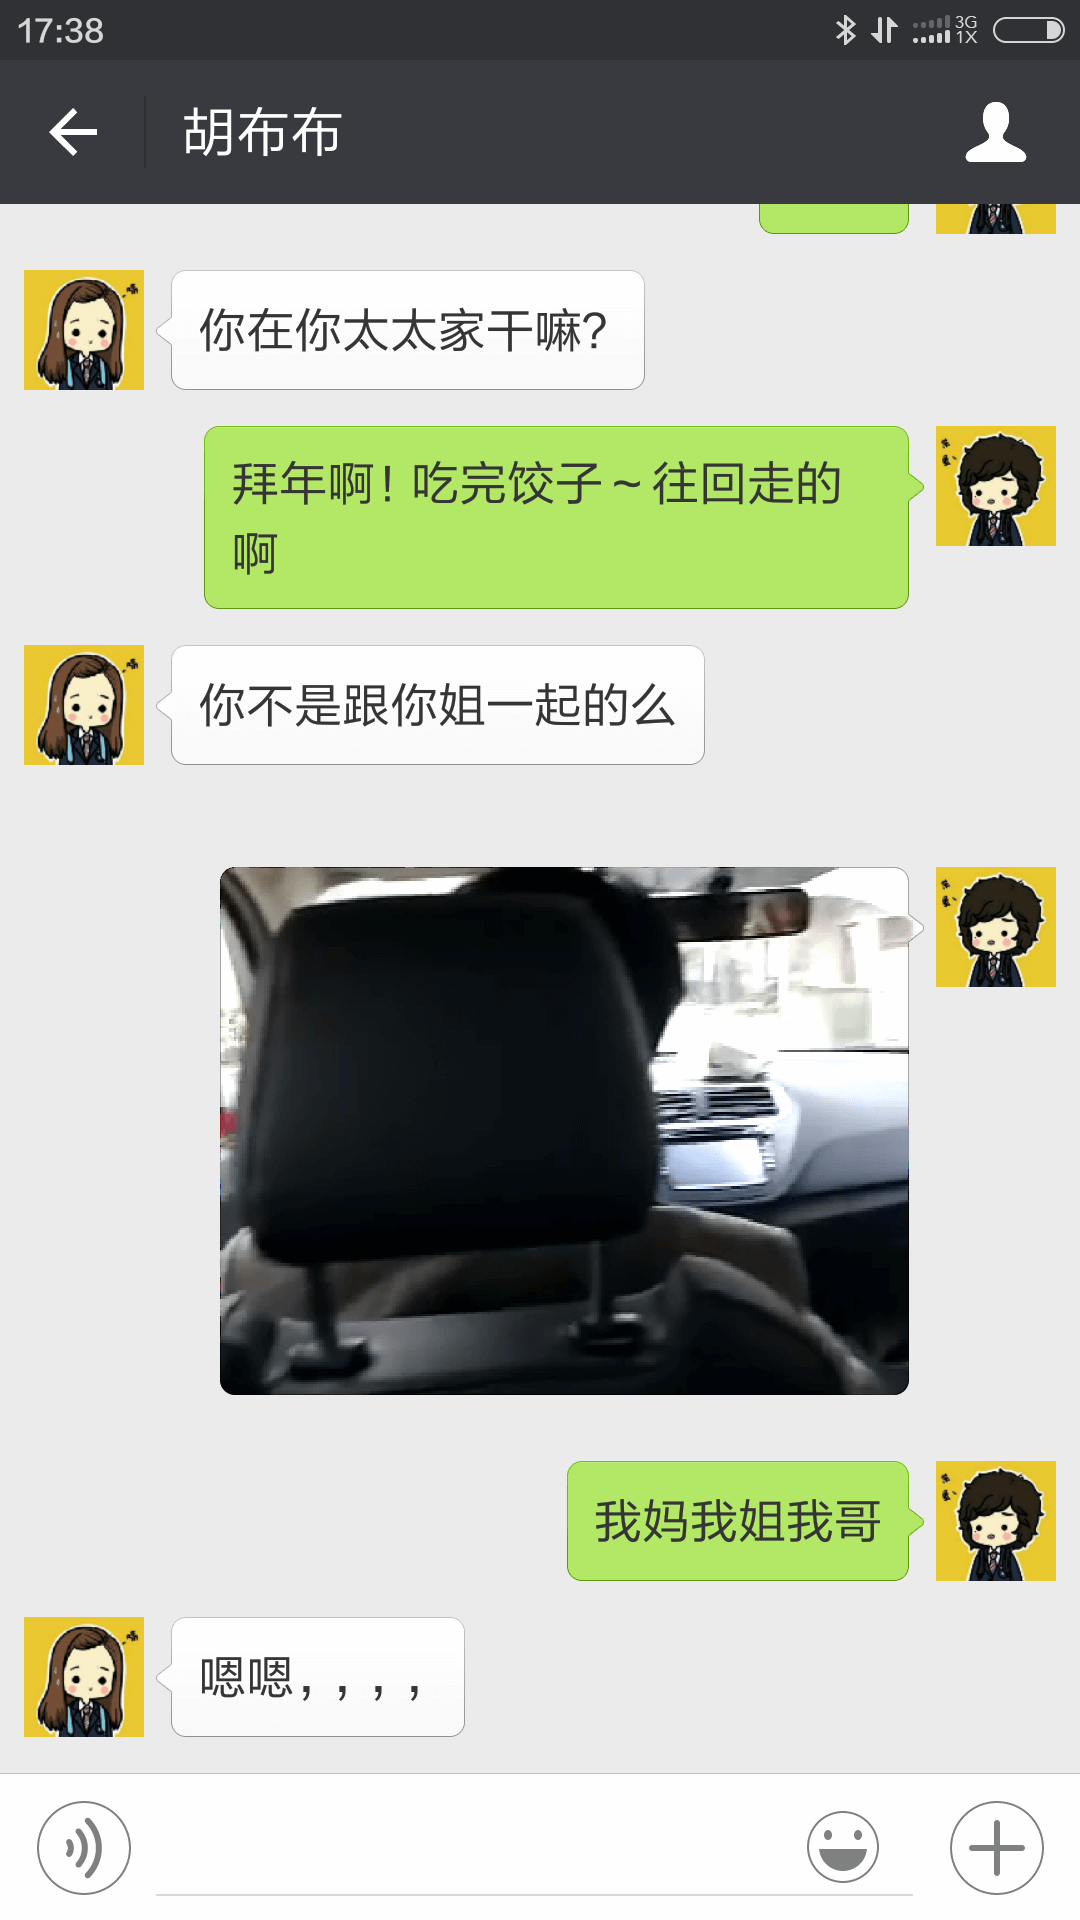 17:38
3G
1X
胡布布
你在你太太家干嘛?
拜年啊！吃完饺子～往回走的
啊
你不是跟你姐一起的么
我妈我姐我哥
嗯嗯，，，，